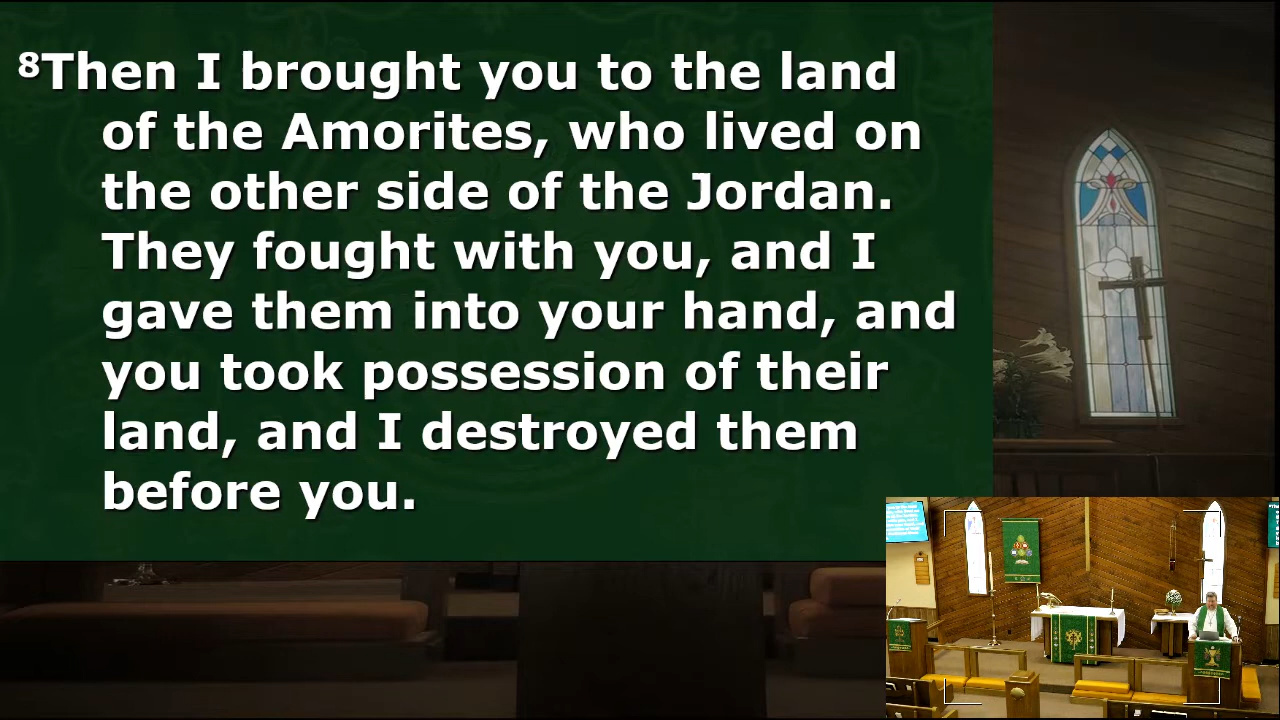 8Then I brought you to the land
of the Amorites, who lived on
the other side of the Jordan.
They fought with you, and I
gave them into your hand, and
you took possession of their
land, and I destroyed them
before you.